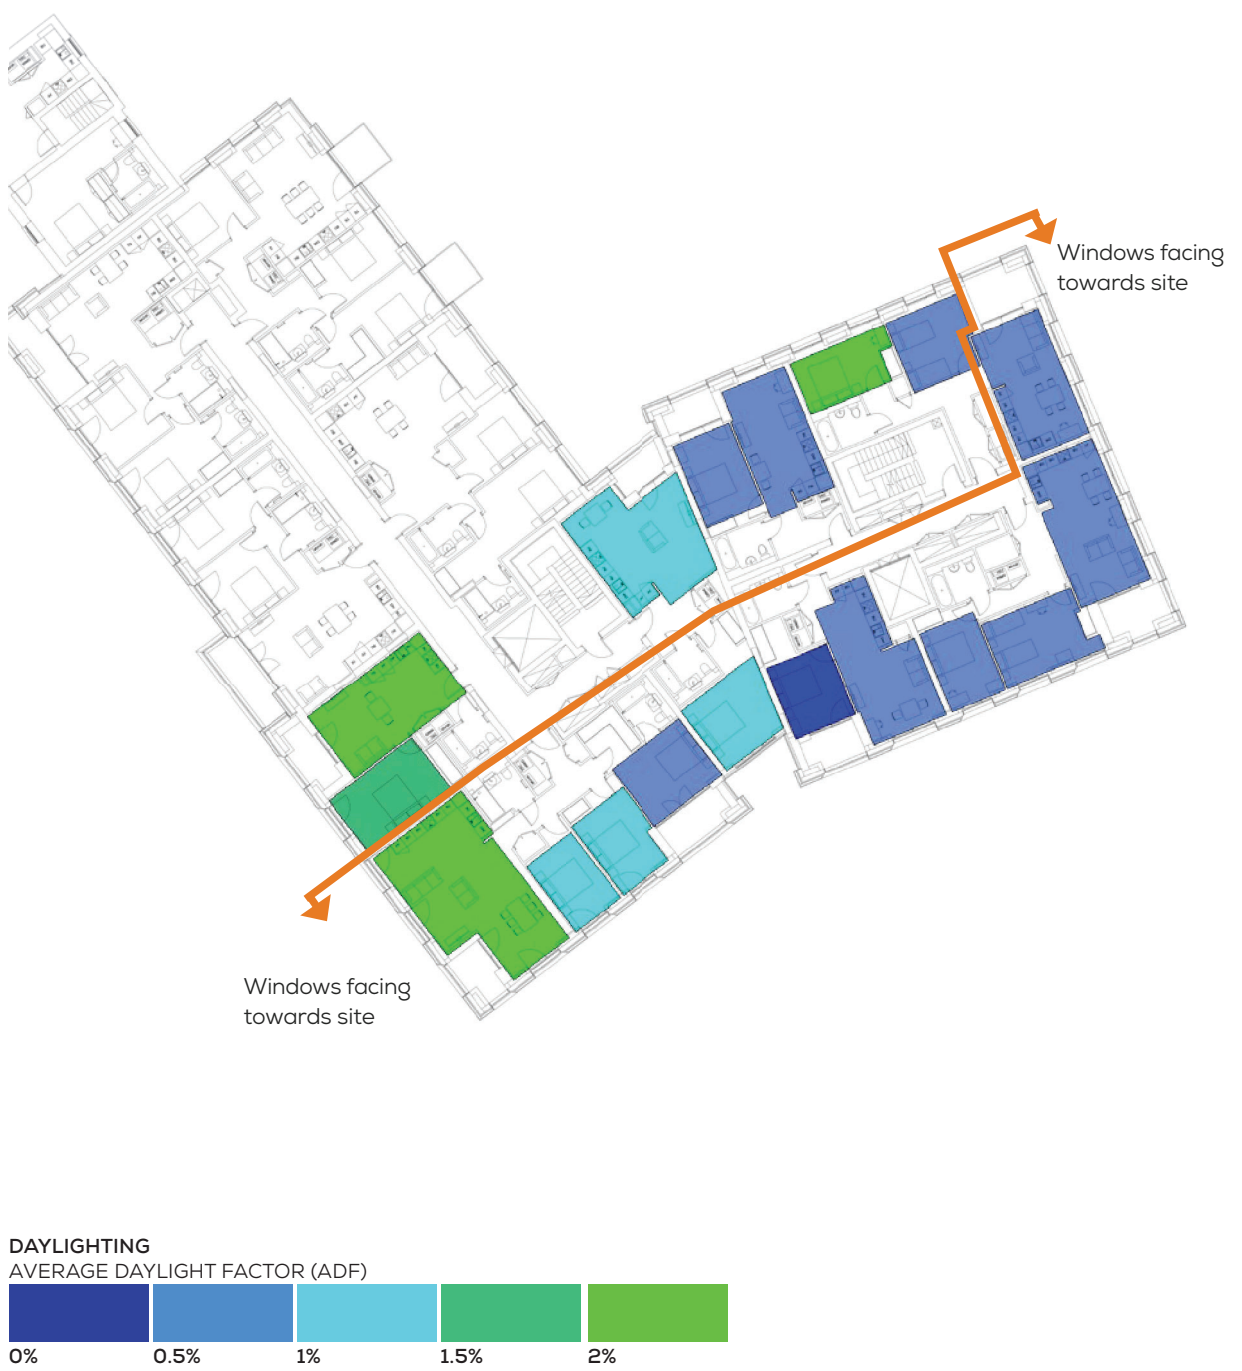 Windows facing
towards site
Windows facing
towards site
DAYLIGHTING
AVERAGE DAYLIGHT FACTOR (ADF)
0%
0.5%
1%
1.5%
2%